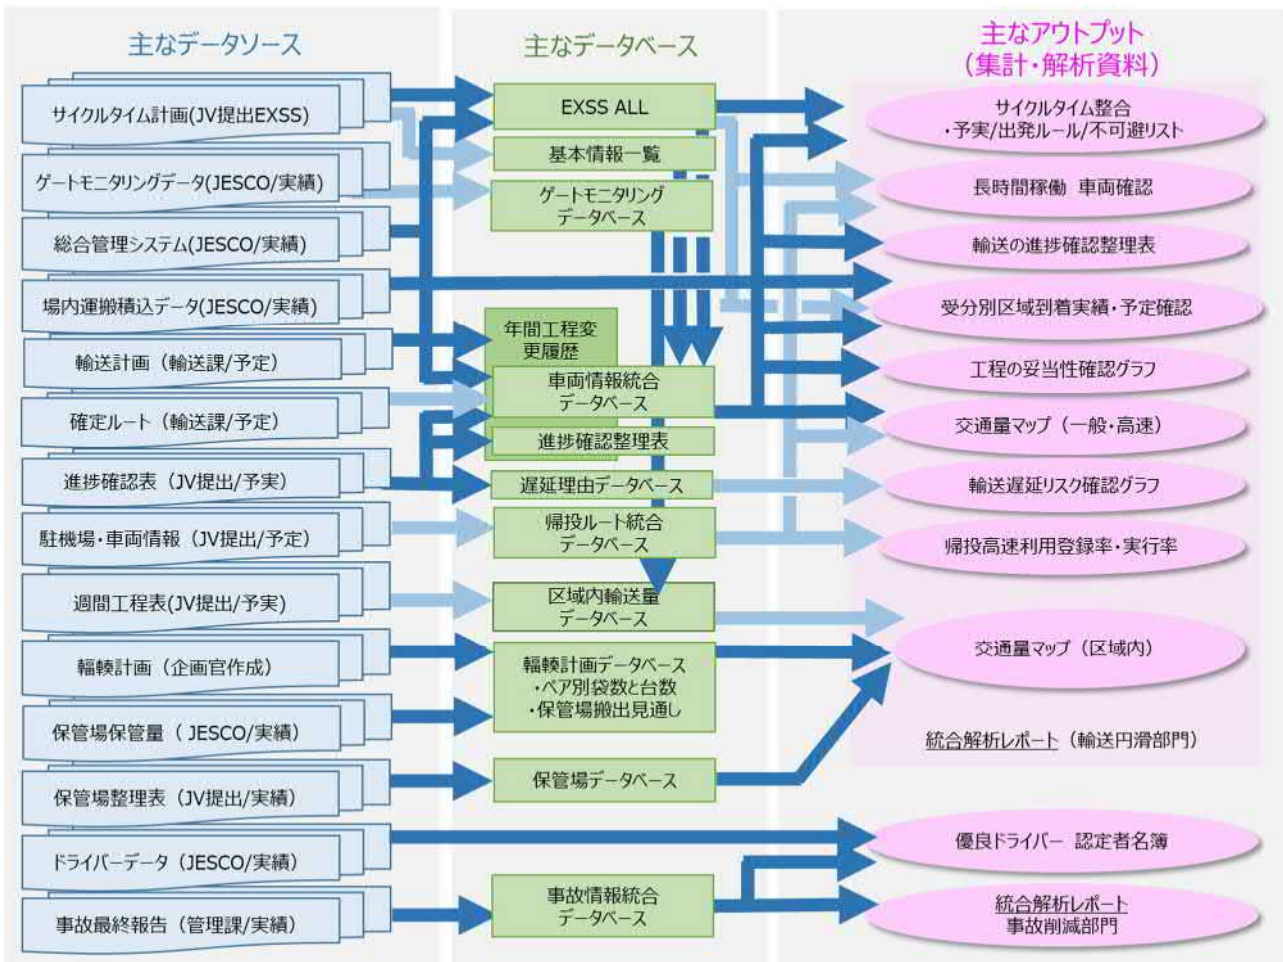 主なデータソース
サイクルタイム計画(JV提出EXSS)
ゲートモニタリングデータ(JESCO/実績)
総合管理システム(JESCO/実績)
場内運搬積込データ(JESCO/実績)
輸送計画（輸送課/予定）
確定ルート（輸送課/予定）
進捗確認表（JV提出/予実）
駐機場・車両情報（JV提出/予定）
週間工程表(JV提出/予実)
輻輳計画（企画官作成）
保管場保管量（ JESCO/実績）
保管場整理表（JV提出/実績）
ドライバーデータ（JESCO/実績）
事故最終報告（管理課/実績）
主なデータベース
EXSS ALL
基本情報一覧
ゲートモニタリング
データベース
年間工程変
更履歴
車両情報統合
データベース
進捗確認整理表
遅延理由データベース
帰投ルート統合
データベース
区域内輸送量
データベース
輻輳計画データベース
・ペア別袋数と台数
・保管場搬出見通し
保管場データベース
事故情報統合
データベース
主なアウトプット
（集計・解析資料）
サイクルタイム整合
・予実/出発ルール/不可避リスト
長時間稼働 車両確認
輸送の進捗確認整理表
受分別区域到着実績・予定確認
工程の妥当性確認グラフ
交通量マップ（一般・高速）
輸送遅延リスク確認グラフ
帰投高速利用登録率・実行率
交通量マップ（区域内）
統合解析レポート（輸送円滑部門）
優良ドライバー 認定者名簿
統合解析レポート
事故削減部門